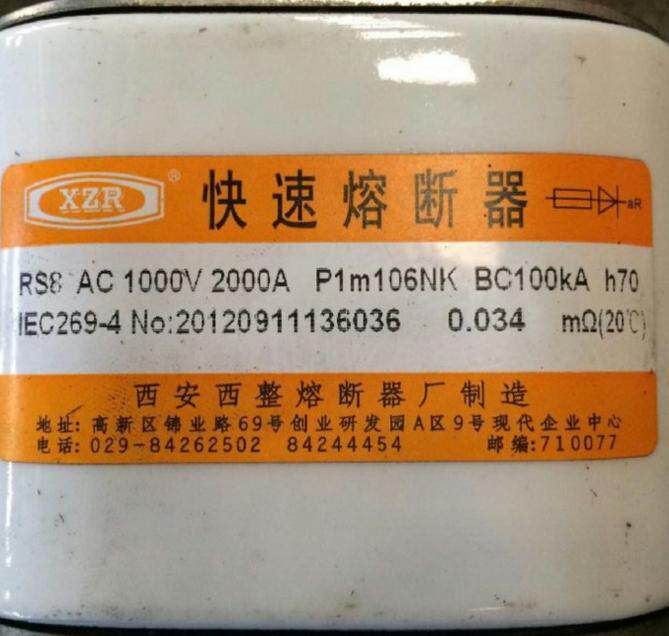 XZR ® 快速熔断器 aR
RS8 AC 1000V 2000A P1m106NK BC100kA h70
IEC269-4 No:20120911136036 0.034 mΩ(20℃)
西安西整熔断器厂制造
地址: 高新区锦业路69号创业研发园A区9号现代企业中心
电话: 029-84262502 84244454 邮编:710077